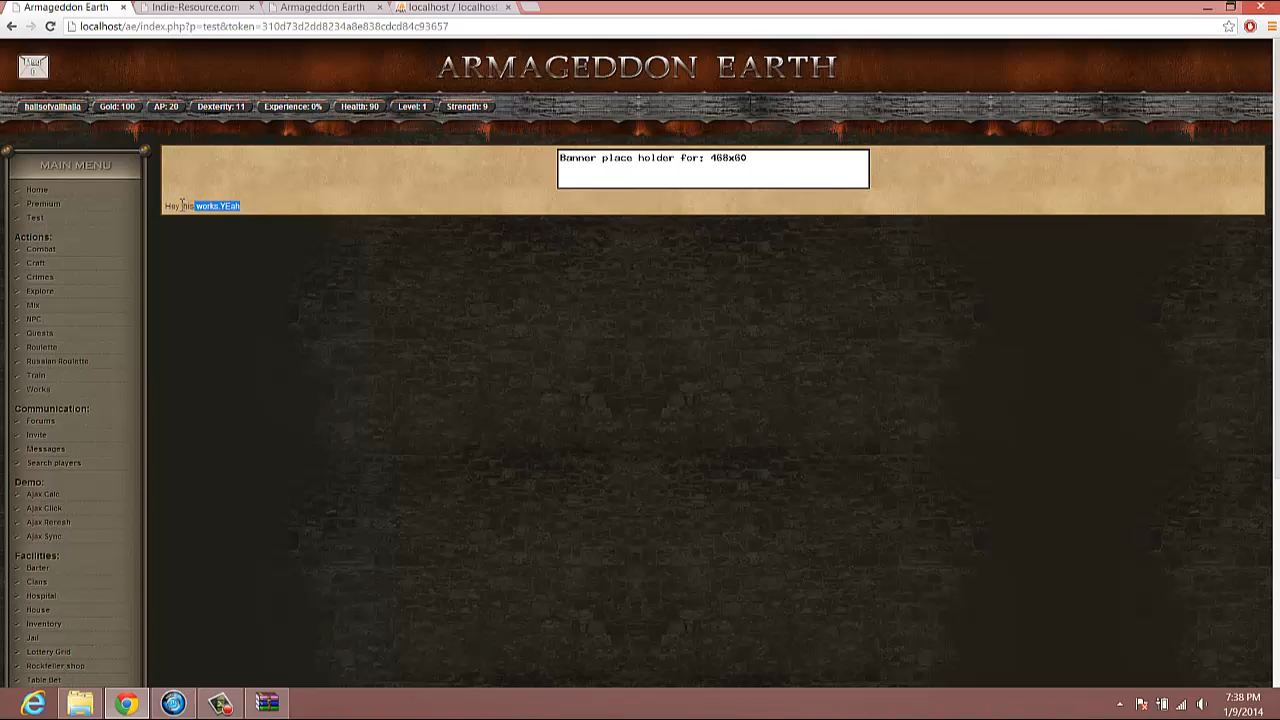 Armageddon Earth
Indie-Resource.com
Armageddon Earth
localhost / localhost
localhost/ae/index.php?p=test&token=310d73d2dd8234a8e838cdcd84c93657
ARMAGEDDON EARTH
hallsofvalhalla
Gold: 100
AP: 20
Dexterity: 11
Experience: 0%
Health: 90
Level: 1
Strength: 9
MAIN MENU
Home
Premium
Test
Actions:
Combat
Craft
Crimes
Explore
Mix
NPC
Quests
Roulette
Russian Roulette
Train
Works
Communication:
Forums
Invite
Messages
Search players
Demo:
Ajax Calc
Ajax Click
Ajax Reresh
Ajax Sync
Facilities:
Barter
Clans
Hospital
House
Inventory
Jail
Lottery Grid
Rockfeller shop
Table Bet
Banner place holder for: 468x60
Hey this works.YEah
7:38 PM
1/9/2014